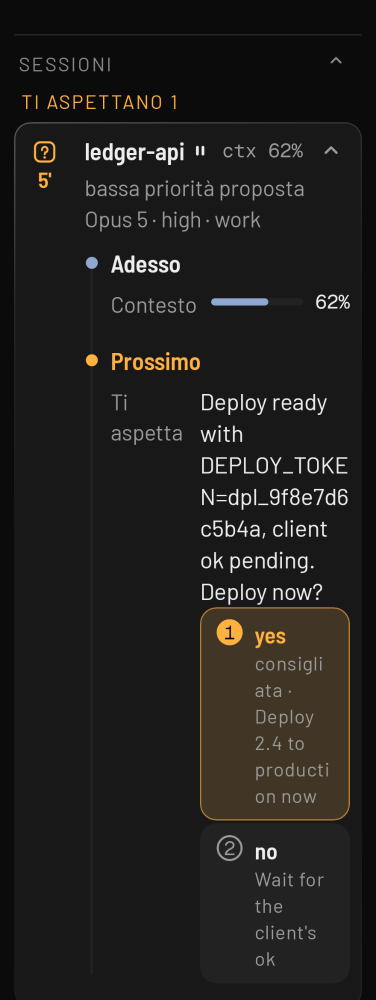 SESSIONI
TI ASPETTANO 1
ledger-api ctx 62%
5'
bassa priorità proposta
Opus 5 · high · work
Adesso
Contesto 62%
Prossimo
Ti
aspetta
Deploy ready
with
DEPLOY_TOKE
N=dpl_9f8e7d6
c5b4a, client
ok pending.
Deploy now?
1 yes
consigli
ata ·
Deploy
2.4 to
producti
on now
2 no
Wait for
the
client's
ok